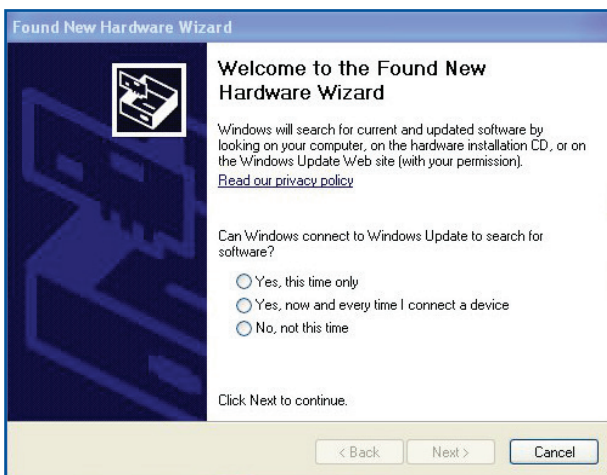 Found New Hardware Wizard
Welcome to the Found New
Hardware Wizard
Windows will search for current and updated software by
looking on your computer, on the hardware installation CD, or on
the Windows Update Web site (with your permission).
Read our privacy policy
Can Windows connect to Windows Update to search for
software?
Yes, this time only
Yes, now and every time I connect a device
No, not this time
Click Next to continue.
< Back Next > Cancel